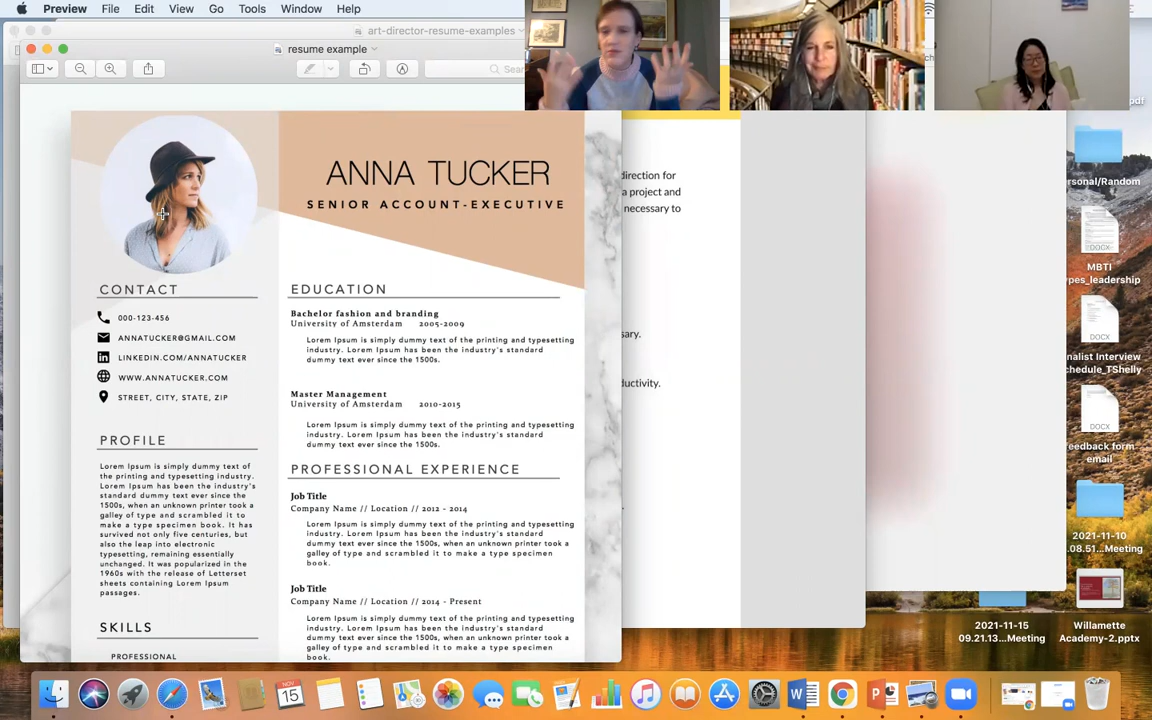 Preview File Edit View Go Tools Window Help
art-director-resume-examples
resume example
ANNA TUCKER
SENIOR ACCOUNT-EXECUTIVE
CONTACT
000-123-456
ANNATUCKER@GMAIL.COM
LINKEDIN.COM/ANNATUCKER
WWW.ANNATUCKER.COM
STREET, CITY, STATE, ZIP
PROFILE
Lorem Ipsum is simply dummy text of
the printing and typesetting industry.
Lorem Ipsum has been the industry's
standard dummy text ever since the
1500s, when an unknown printer took a
galley of type and scrambled it to
make a type specimen book. It has
survived not only five centuries, but
also the leap into electronic
typesetting, remaining essentially
unchanged. It was popularized in the
1960s with the release of Letterset
sheets containing Lorem Ipsum
passages.
SKILLS
PROFESSIONAL
EDUCATION
Bachelor fashion and branding
University of Amsterdam 2005-2009
Lorem Ipsum is simply dummy text of the printing and typesetting
industry. Lorem Ipsum has been the industry's standard
dummy text ever since the 1500s.
Master Management
University of Amsterdam 2010-2015
Lorem Ipsum is simply dummy text of the printing and typesetting
industry. Lorem Ipsum has been the industry's standard
dummy text ever since the 1500s.
PROFESSIONAL EXPERIENCE
Job Title
Company Name // Location // 2012 - 2014
Lorem Ipsum is simply dummy text of the printing and typesetting
industry. Lorem Ipsum has been the industry's standard
dummy text ever since the 1500s, when an unknown printer took a
galley of type and scrambled it to make a type specimen
book.
Job Title
Company Name // Location // 2014 - Present
Lorem Ipsum is simply dummy text of the printing and typesetting
industry. Lorem Ipsum has been the industry's standard
dummy text ever since the 1500s, when an unknown printer took a
galley of type and scrambled it to make a type specimen
book.
direction for
a project and
necessary to
sary.
ductivity.
pdf
rsonal/Random
DOCX
MBTI
ypes_leadership
DOCX
nalist Interview
chedule_TShelly
DOCX
eedback form
email
2021-11-10
.08.51...Meeting
2021-11-15
09.21.13...Meeting
Willamette
Academy-2.pptx
NOV
15